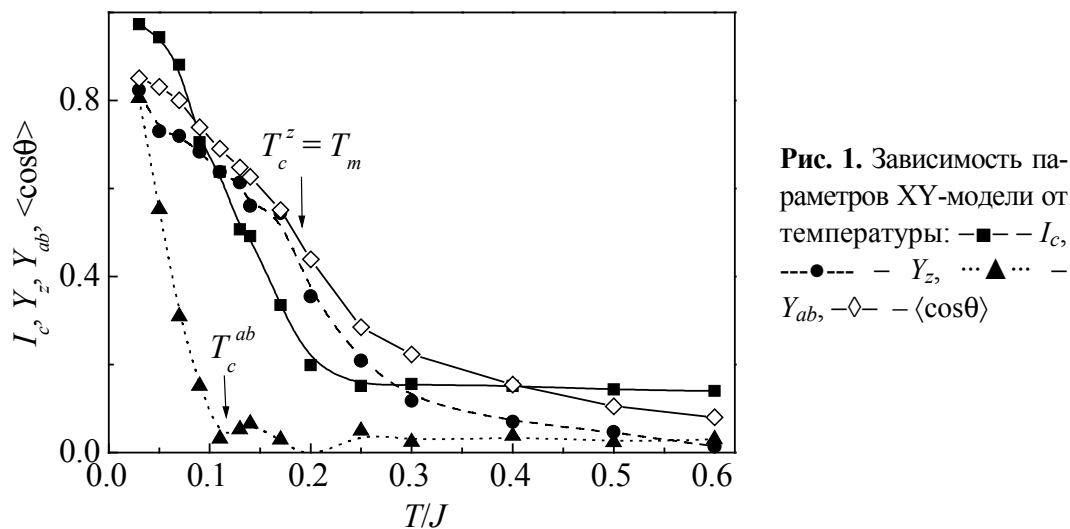 I_c, Y_z, Y_ab, <cosθ>
0.8
0.4
0.0
T_c^z = T_m
T_c^ab
0.0 0.1 0.2 0.3 0.4 0.5 0.6
T/J
Рис. 1. Зависимость па-
раметров XY-модели от
температуры: –■– – I_c,
---●--- – Y_z, ···▲··· –
Y_ab, –◇– – ⟨cosθ⟩